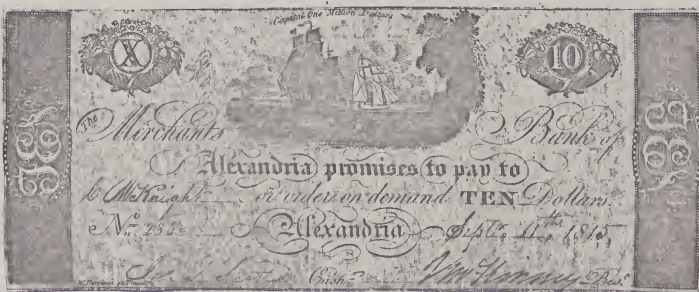 Capital One Million Dollars
X
10
TEN
The Merchants Bank of
Alexandria promises to pay to
C McKnight or order on demand TEN Dollars.
No.
Alexandria Septr. 11th 1815
Cashr. Prest.